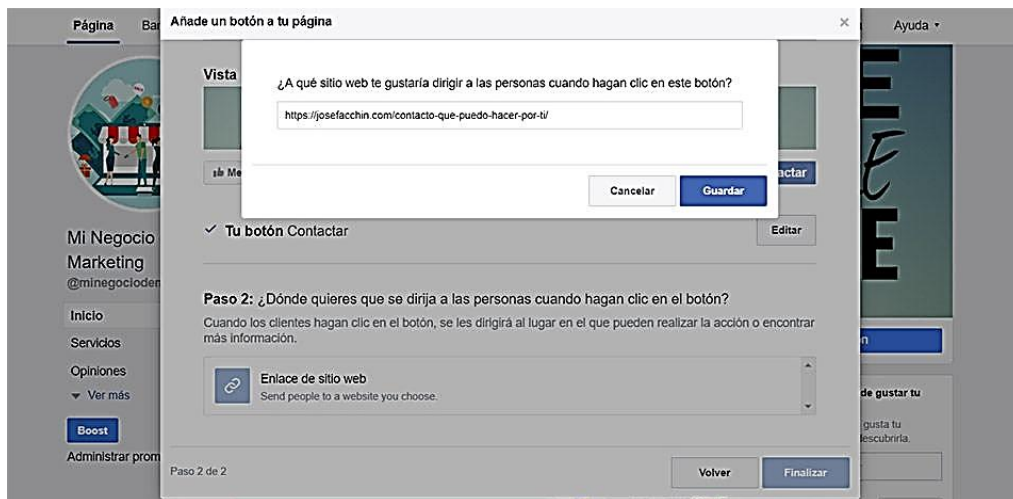 Página
Añade un botón a tu página
×
Ayuda
Vista
¿A qué sitio web te gustaría dirigir a las personas cuando hagan clic en este botón?
https://josefacchin.com/contacto-que-puedo-hacer-por-ti/
Cancelar
Guardar
Tu botón Contactar
Editar
Mi Negocio
Marketing
@minegocioden
Inicio
Servicios
Opiniones
Ver más
Boost
Administrar prom
Paso 2: ¿Dónde quieres que se dirija a las personas cuando hagan clic en el botón?
Cuando los clientes hagan clic en el botón, se les dirigirá al lugar en el que pueden realizar la acción o encontrar
más información.
Enlace de sitio web
Send people to a website you choose.
Paso 2 de 2
Volver
Finalizar
de gustar tu
gusta tu
descubrirla.